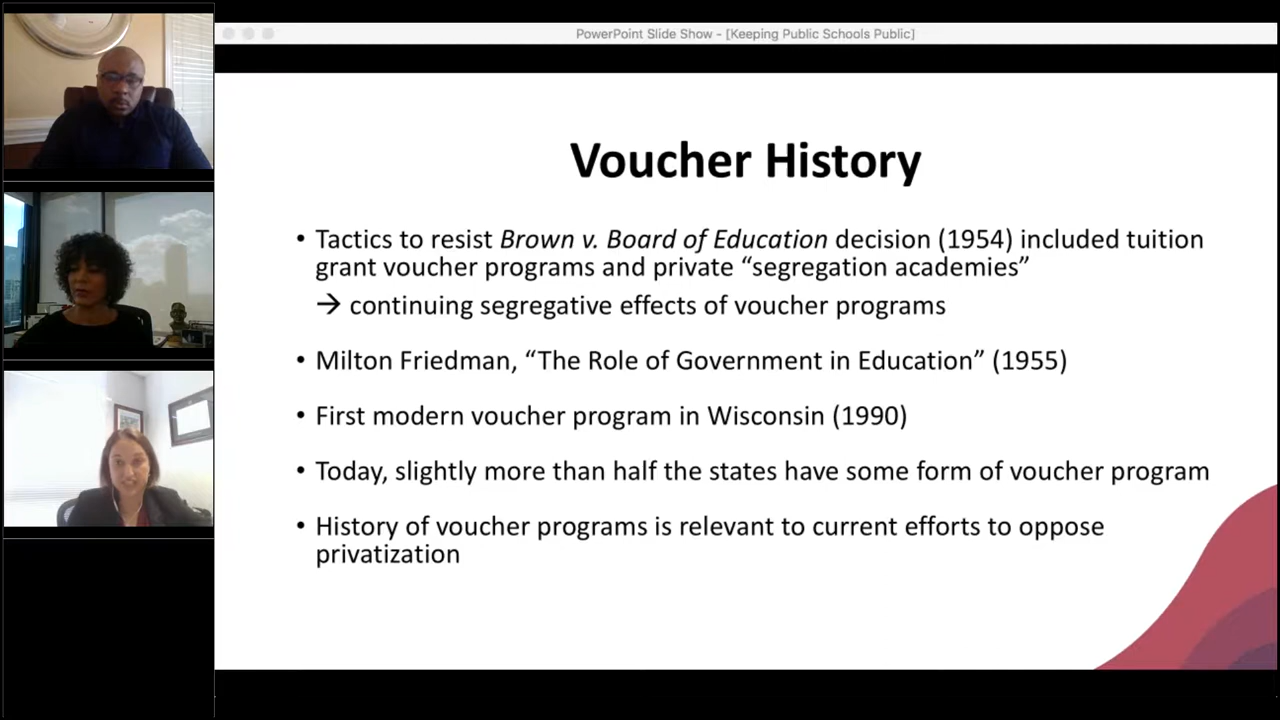 PowerPoint Slide Show - [Keeping Public Schools Public]
Voucher History
• Tactics to resist Brown v. Board of Education decision (1954) included tuition
grant voucher programs and private “segregation academies”
→ continuing segregative effects of voucher programs
• Milton Friedman, “The Role of Government in Education” (1955)
• First modern voucher program in Wisconsin (1990)
• Today, slightly more than half the states have some form of voucher program
• History of voucher programs is relevant to current efforts to oppose
privatization